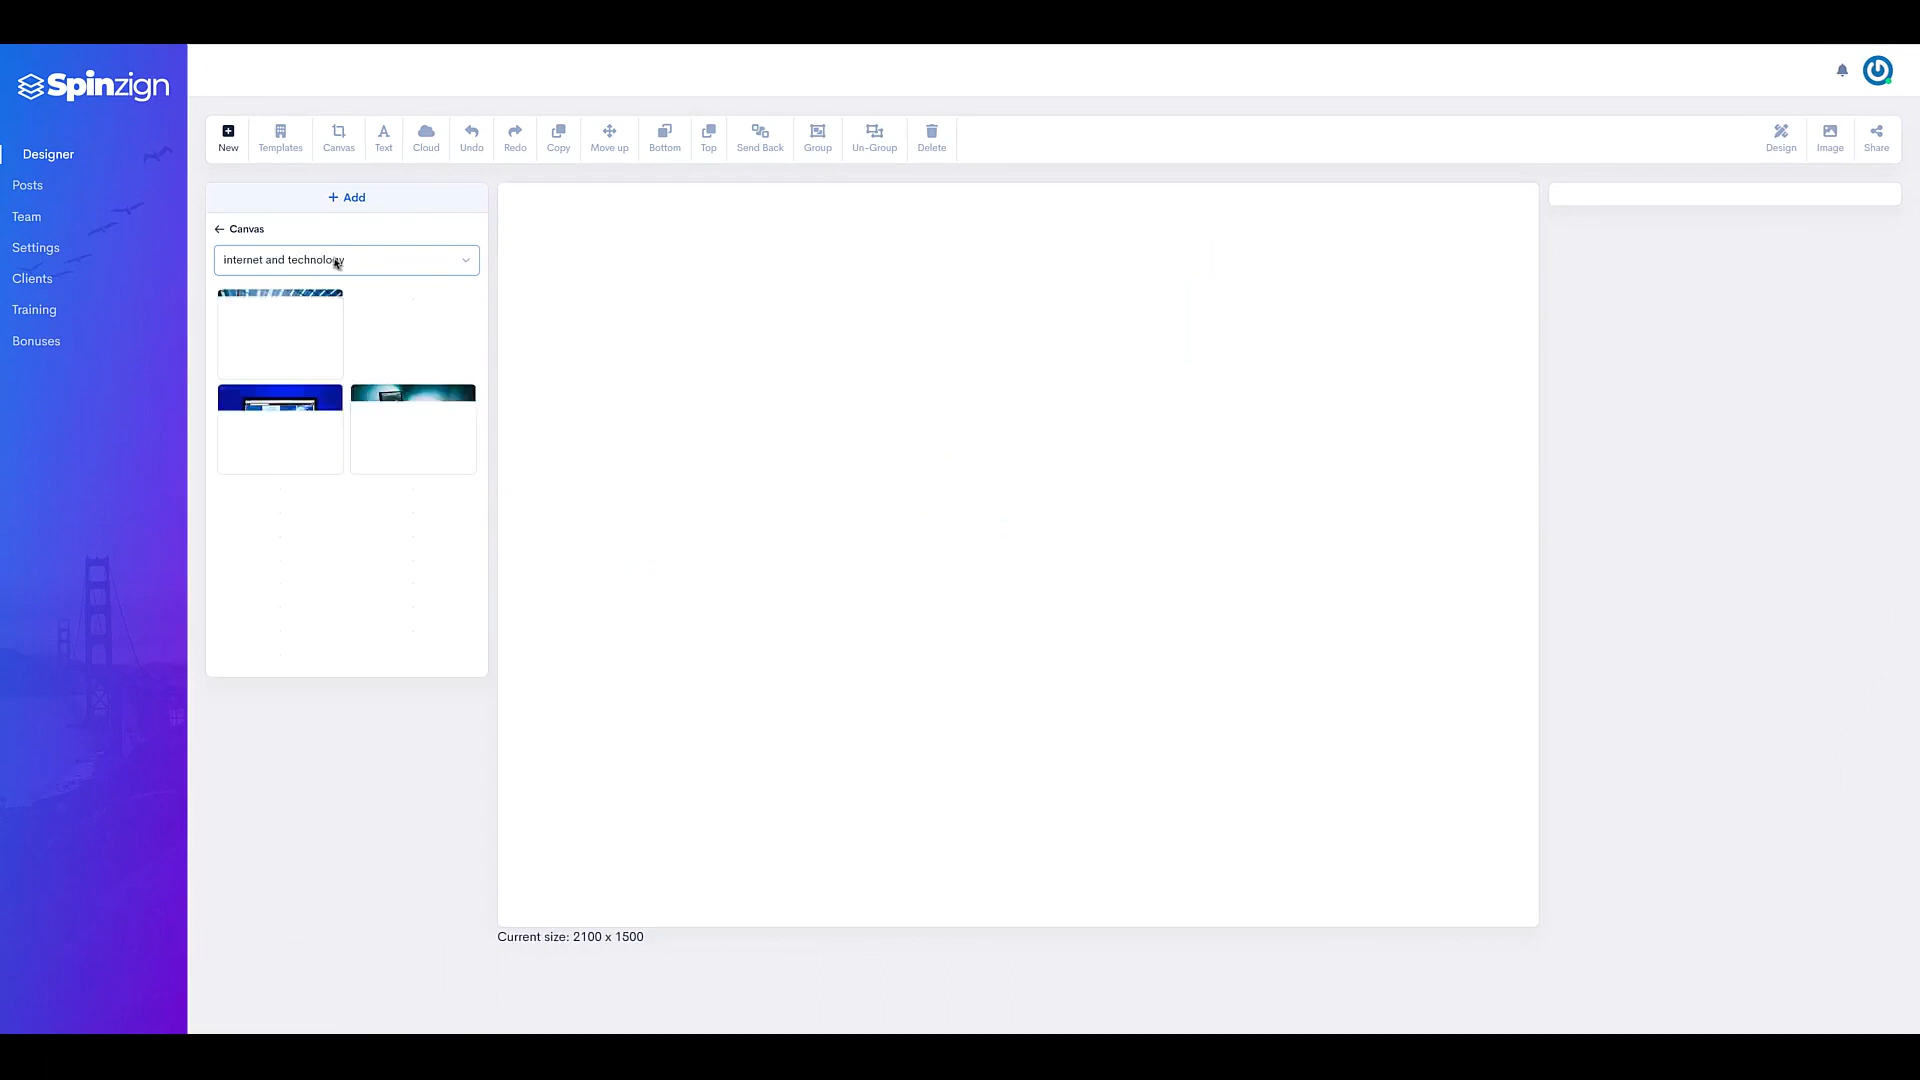 Spinzign
Designer
Posts
Team
Settings
Clients
Training
Bonuses
New
Templates
Canvas
Text
Cloud
Undo
Redo
Copy
Move up
Bottom
Top
Send Back
Group
Un-Group
Delete
Design
Image
Share
+ Add
← Canvas
internet and technology
Current size: 2100 x 1500